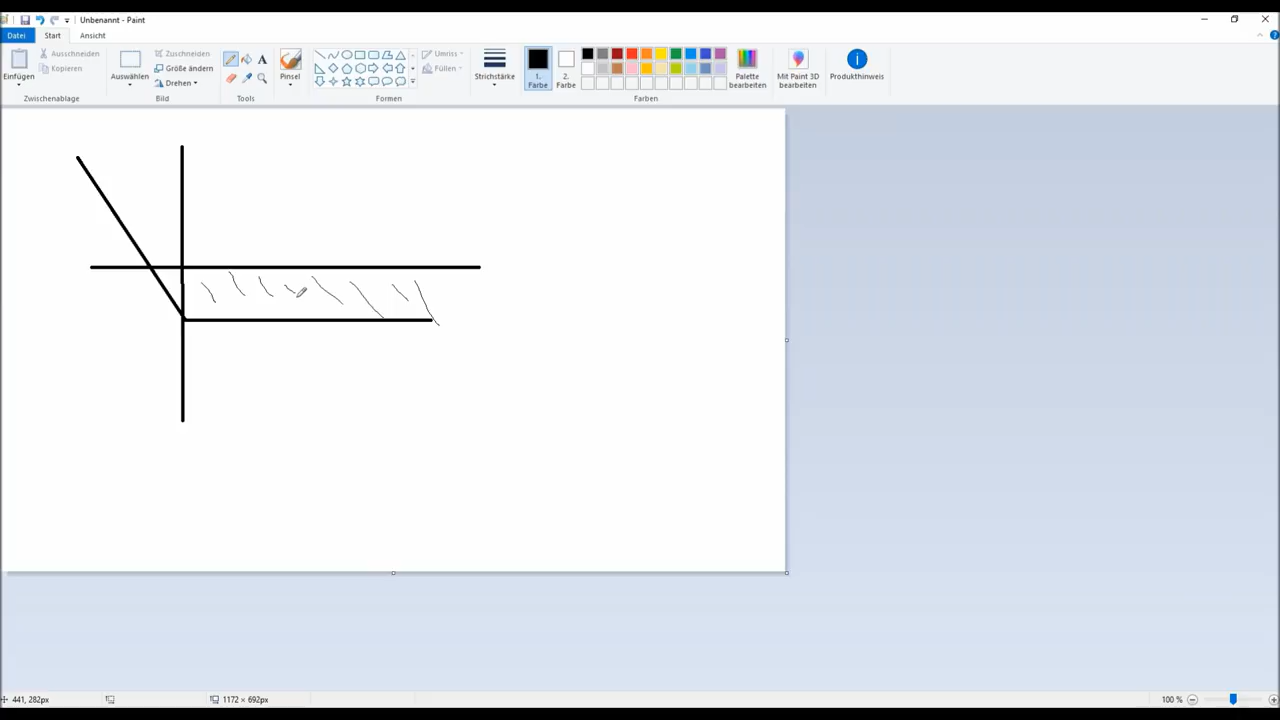 Unbenannt - Paint
Datei Start Ansicht
Einfügen
Ausschneiden
Kopieren
Zwischenablage
Auswählen
Zuschneiden
Größe ändern
Drehen
Bild
A
Tools
Pinsel
Umriss
Füllen
Formen
Strichstärke
1. Farbe
2. Farbe
Palette bearbeiten
Farben
Mit Paint 3D bearbeiten
Produkthinweis
441, 282px
1172 × 692px
100 %